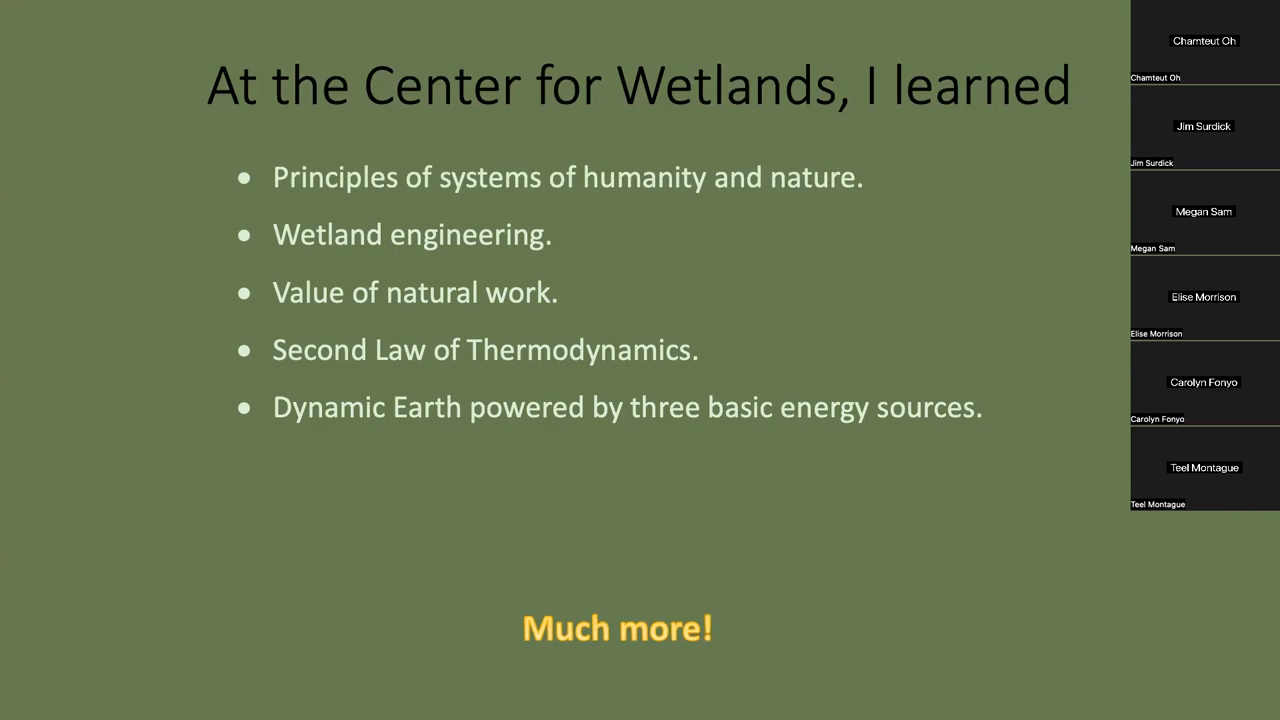 At the Center for Wetlands, I learned
• Principles of systems of humanity and nature.
• Wetland engineering.
• Value of natural work.
• Second Law of Thermodynamics.
• Dynamic Earth powered by three basic energy sources.
Much more!
Chamteut Oh
Chamteut Oh
Jim Surdick
Jim Surdick
Megan Sam
Megan Sam
Elise Morrison
Elise Morrison
Carolyn Fonyo
Carolyn Fonyo
Teel Montague
Teel Montague